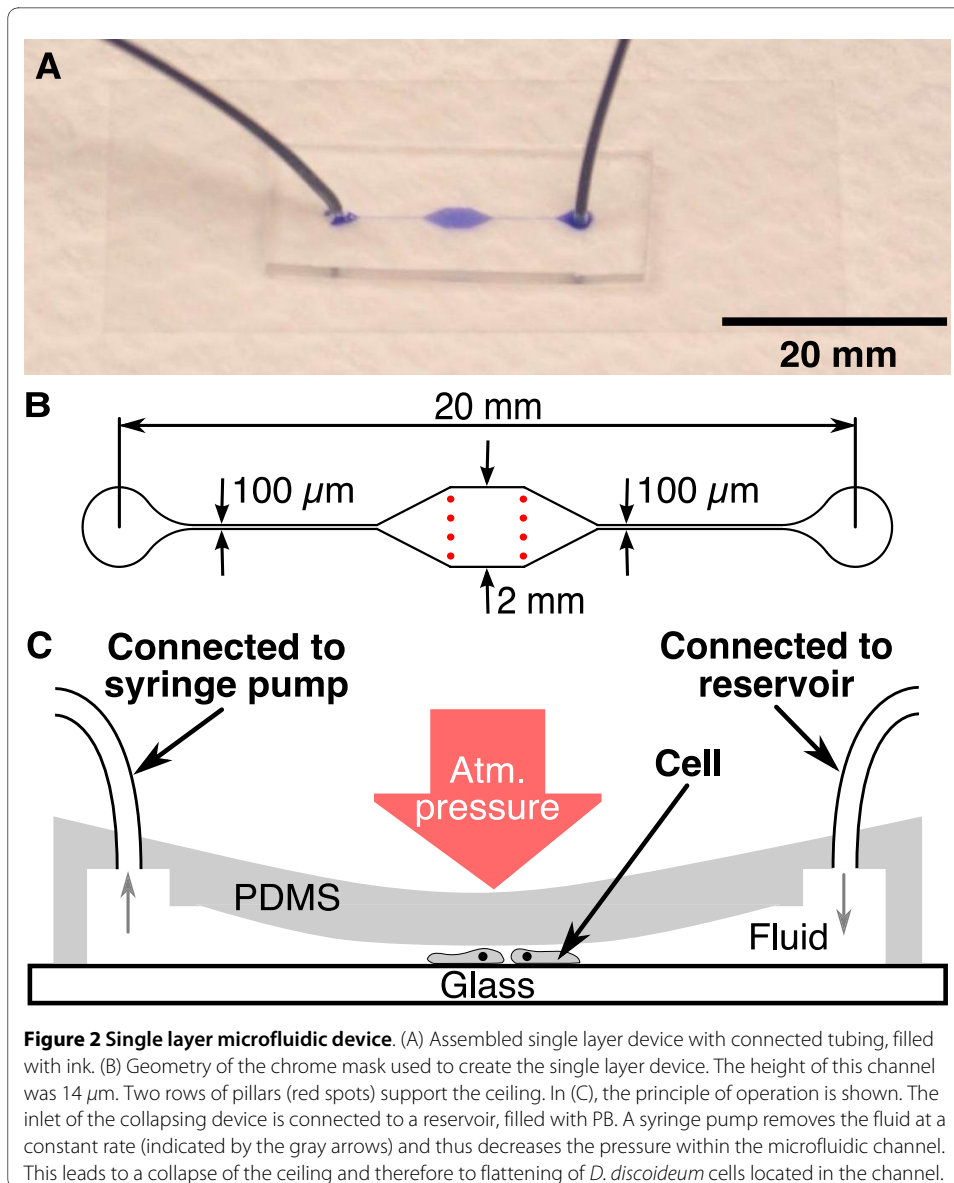 A
20 mm
B
20 mm
100 µm
100 µm
2 mm
C
Connected to
syringe pump
Connected to
reservoir
Atm.
pressure
Cell
PDMS
Fluid
Glass
Figure 2 Single layer microfluidic device. (A) Assembled single layer device with connected tubing, filled
with ink. (B) Geometry of the chrome mask used to create the single layer device. The height of this channel
was 14 µm. Two rows of pillars (red spots) support the ceiling. In (C), the principle of operation is shown. The
inlet of the collapsing device is connected to a reservoir, filled with PB. A syringe pump removes the fluid at a
constant rate (indicated by the gray arrows) and thus decreases the pressure within the microfluidic channel.
This leads to a collapse of the ceiling and therefore to flattening of D. discoideum cells located in the channel.